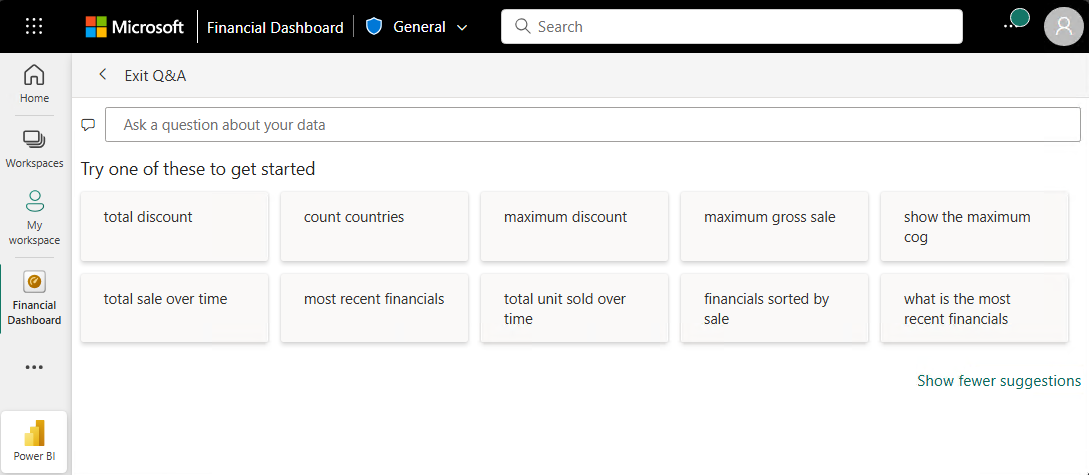 Microsoft
Financial Dashboard
General
Search
Home
Workspaces
My
workspace
Financial
Dashboard
Power BI
Exit Q&A
Ask a question about your data
Try one of these to get started
total discount
count countries
maximum discount
maximum gross sale
show the maximum
cog
total sale over time
most recent financials
total unit sold over
time
financials sorted by
sale
what is the most
recent financials
Show fewer suggestions